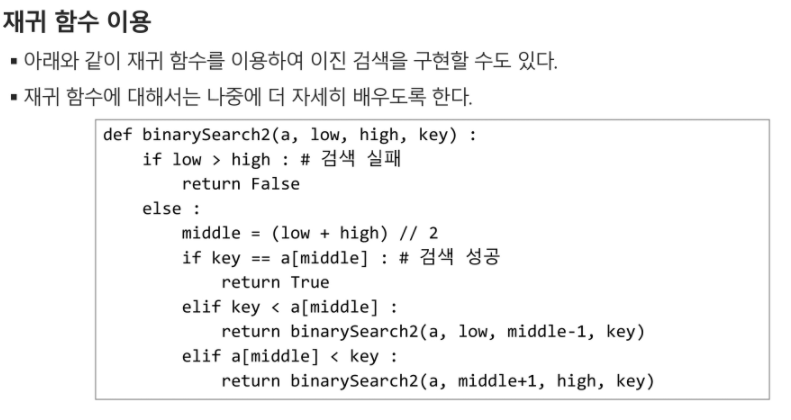 재귀 함수 이용
▪ 아래와 같이 재귀 함수를 이용하여 이진 검색을 구현할 수도 있다.
▪ 재귀 함수에 대해서는 나중에 더 자세히 배우도록 한다.
def binarySearch2(a, low, high, key) :
    if low > high : # 검색 실패
        return False
    else :
        middle = (low + high) // 2
        if key == a[middle] : # 검색 성공
            return True
        elif key < a[middle] :
            return binarySearch2(a, low, middle-1, key)
        elif a[middle] < key :
            return binarySearch2(a, middle+1, high, key)